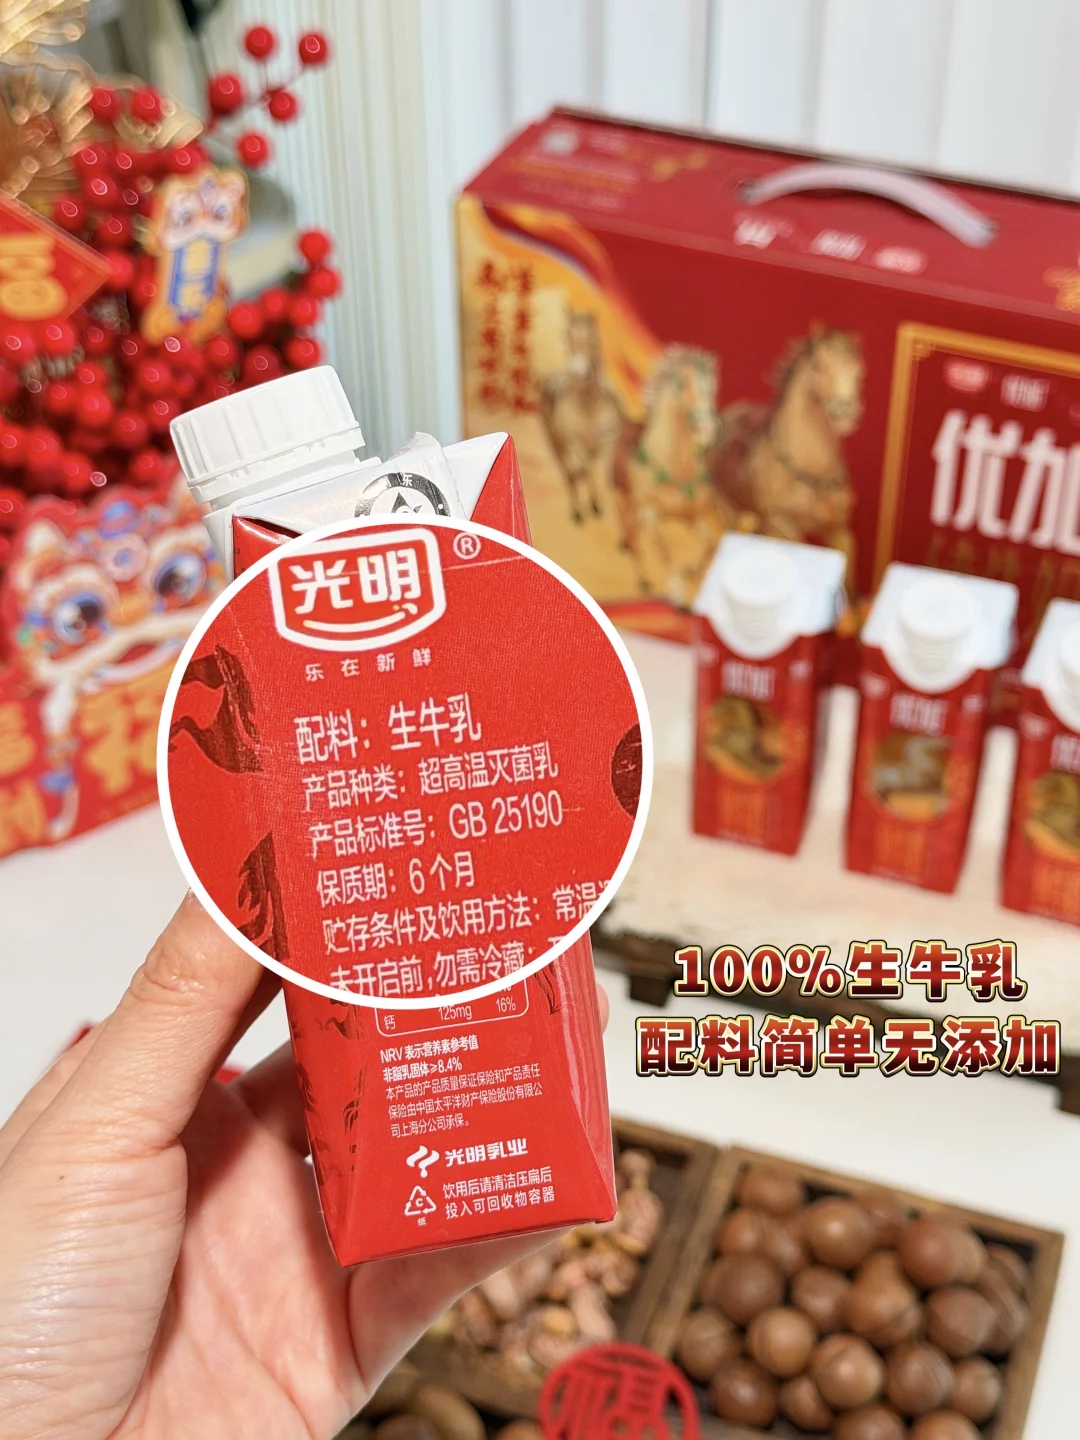 光明
®
乐在新鲜
配料：生牛乳
产品种类：超高温灭菌乳
产品标准号：GB 25190
保质期：6个月
贮存条件及饮用方法：常温
未开启前,勿需冷藏；
钙 125mg 16%
NRV 表示营养素参考值
非脂乳固体≥8.4%
本产品的产品质量保证保险和产品责任
保险由中国太平洋财产保险股份有限公
司上海分公司承保。
光明乳业
饮用后请清洁压扁后
投入可回收物容器
纸
优加
优加
优加
100%生牛乳
配料简单无添加
福